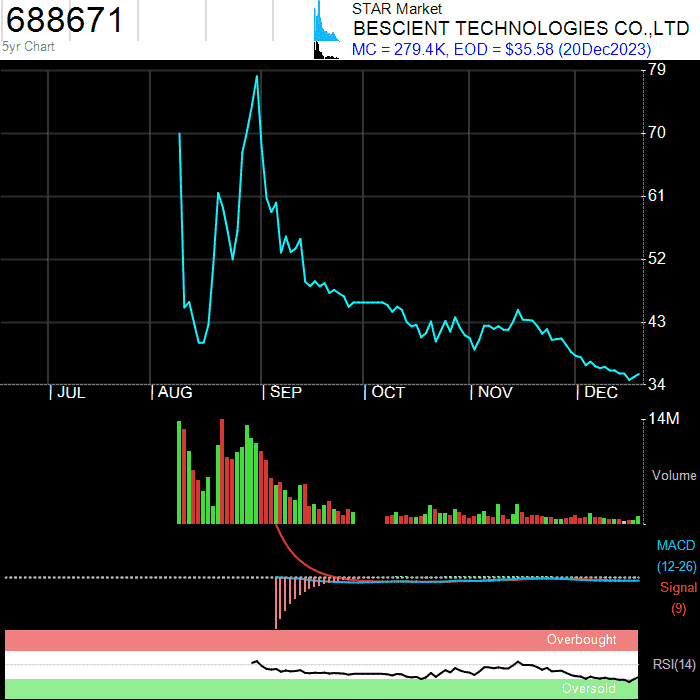 688671
5yr Chart
STAR Market
BESCIENT TECHNOLOGIES CO.,LTD
MC = 279.4K, EOD = $35.58 (20Dec2023)
79
70
61
52
43
34
| JUL | AUG | SEP | OCT | NOV | DEC
14M
Volume
MACD
(12-26)
Signal
(9)
Overbought
RSI(14)
Oversold